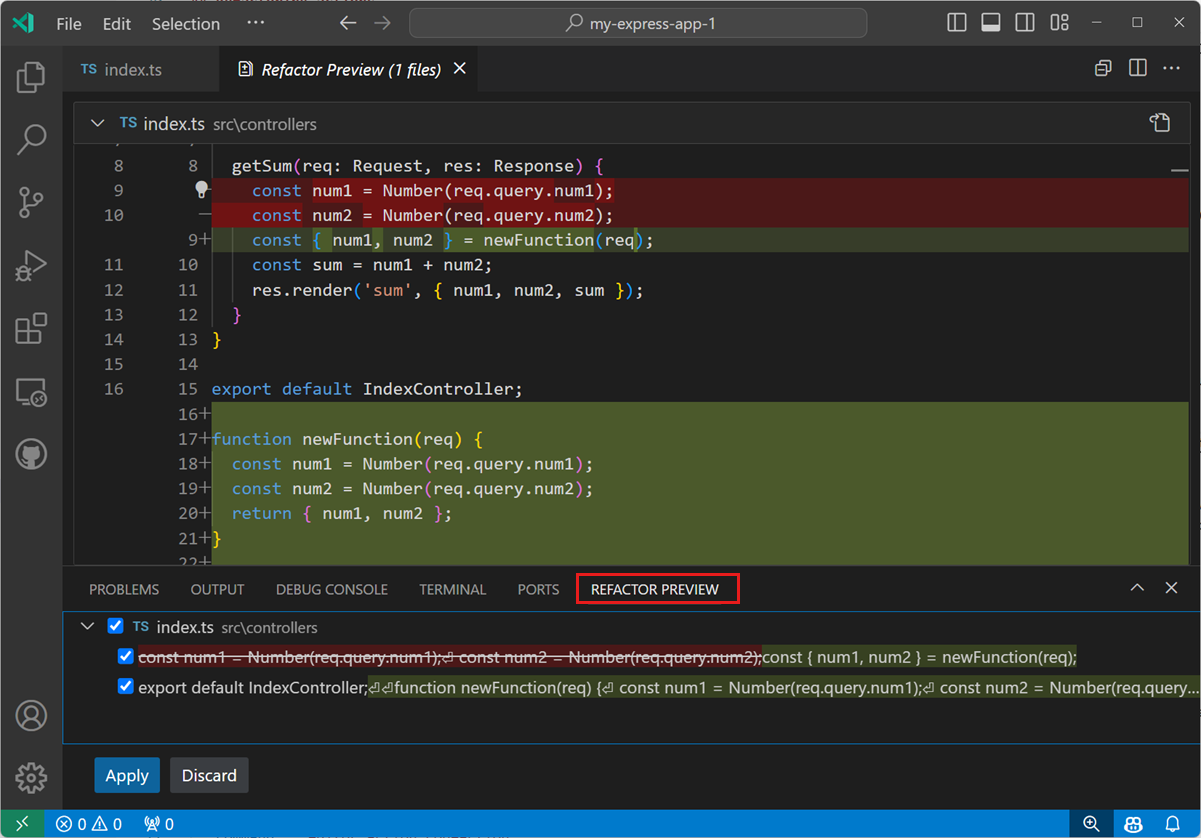 File Edit Selection ··· my-express-app-1
TS index.ts Refactor Preview (1 files)
TS index.ts src\controllers
8 8 getSum(req: Request, res: Response) {
9 const num1 = Number(req.query.num1);
10 const num2 = Number(req.query.num2);
9+ const { num1, num2 } = newFunction(req);
11 10 const sum = num1 + num2;
12 11 res.render('sum', { num1, num2, sum });
13 12 }
14 13 }
15 14
16 15 export default IndexController;
16+
17+ function newFunction(req) {
18+ const num1 = Number(req.query.num1);
19+ const num2 = Number(req.query.num2);
20+ return { num1, num2 };
21+ }
22+
PROBLEMS OUTPUT DEBUG CONSOLE TERMINAL PORTS REFACTOR PREVIEW
TS index.ts src\controllers
const num1 = Number(req.query.num1);⏎ const num2 = Number(req.query.num2);const { num1, num2 } = newFunction(req);
export default IndexController;⏎⏎function newFunction(req) {⏎ const num1 = Number(req.query.num1);⏎ const num2 = Number(req.query...
Apply Discard
0 0 0